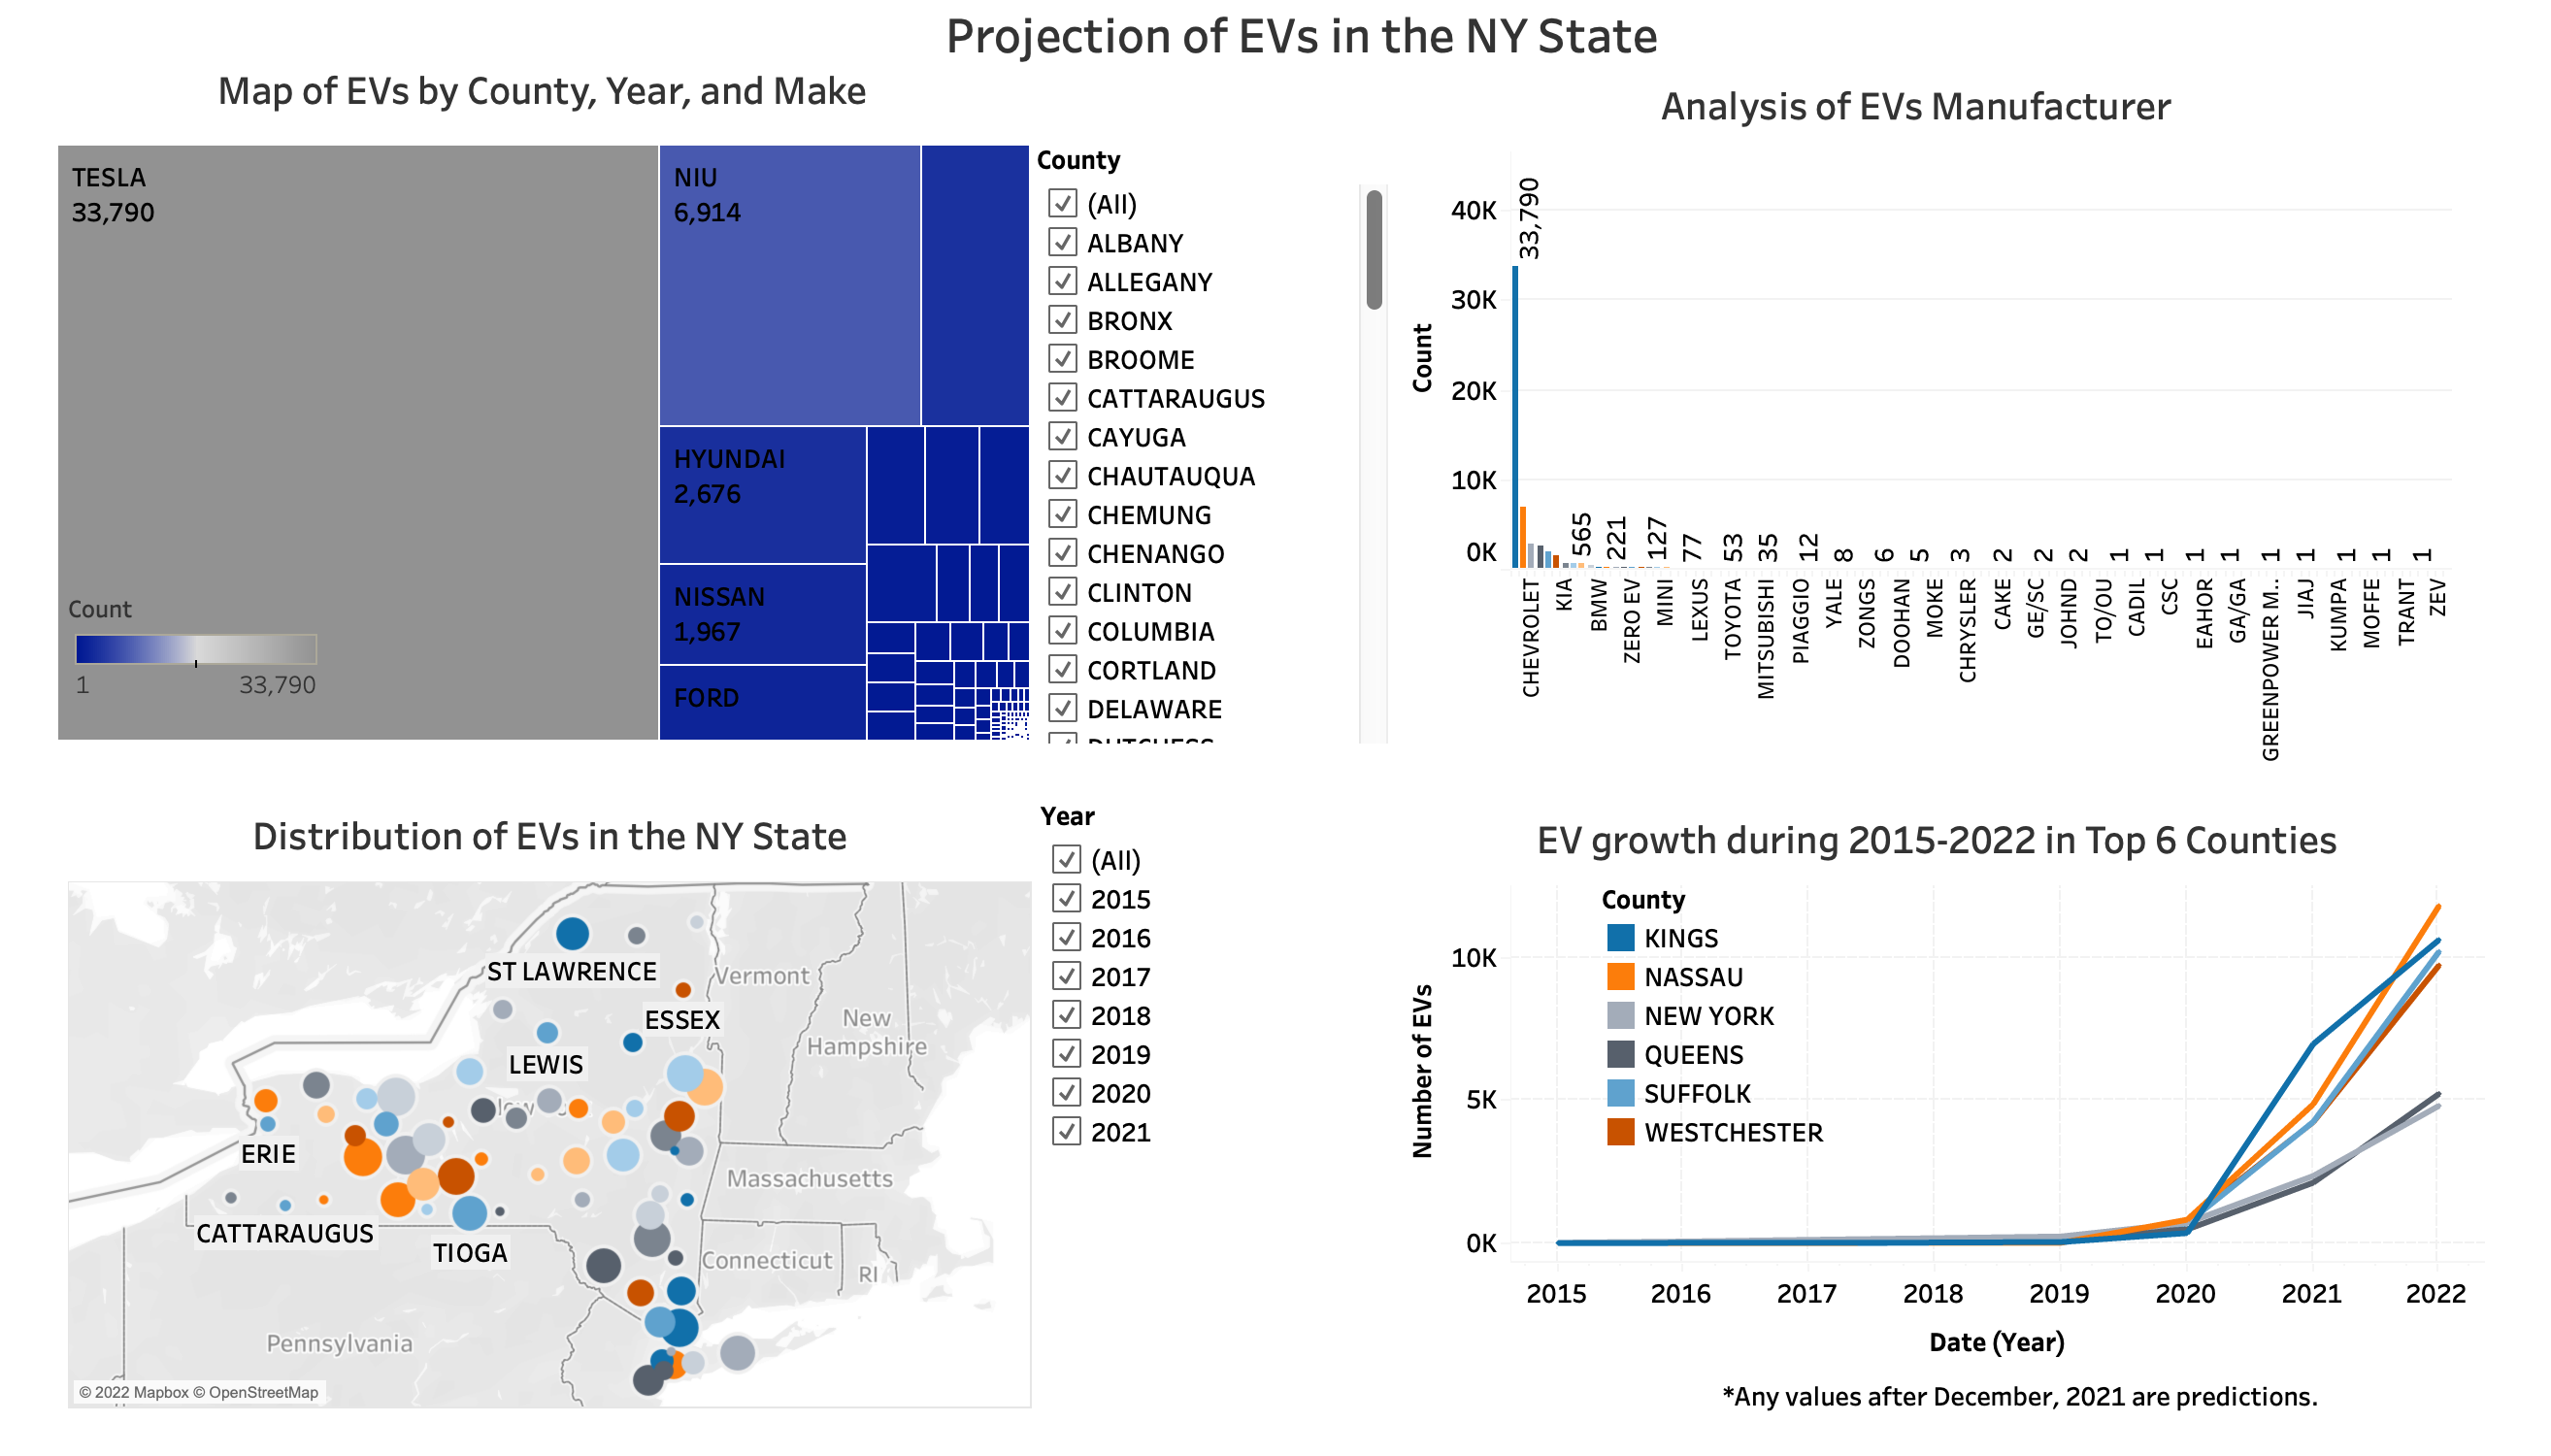 Projection of EVs in the NY State
Map of EVs by County, Year, and Make
TESLA
33,790
NIU
6,914
HYUNDAI
2,676
NISSAN
1,967
FORD
Count
1 33,790
County
(All)
ALBANY
ALLEGANY
BRONX
BROOME
CATTARAUGUS
CAYUGA
CHAUTAUQUA
CHEMUNG
CHENANGO
CLINTON
COLUMBIA
CORTLAND
DELAWARE
Analysis of EVs Manufacturer
Count
40K
30K
20K
10K
0K
33,790
565
221
127
77
53
35
12
8
6
5
3
2
2
2
1
1
1
1
1
1
1
1
1
CHEVROLET
KIA
BMW
ZERO EV
MINI
LEXUS
TOYOTA
MITSUBISHI
PIAGGIO
YALE
ZONGS
DOOHAN
MOKE
CHRYSLER
CAKE
GE/SC
JOHND
TO/OU
CADIL
CSC
EAHOR
GA/GA
GREENPOWER M..
JIAJ
KUMPA
MOFFE
TRANT
ZEV
Distribution of EVs in the NY State
ST LAWRENCE
Vermont
ESSEX
New
Hampshire
LEWIS
ERIE
Massachusetts
CATTARAUGUS
TIOGA
Connecticut
RI
Pennsylvania
© 2022 Mapbox © OpenStreetMap
Year
(All)
2015
2016
2017
2018
2019
2020
2021
EV growth during 2015-2022 in Top 6 Counties
County
KINGS
NASSAU
NEW YORK
QUEENS
SUFFOLK
WESTCHESTER
Number of EVs
10K
5K
0K
2015 2016 2017 2018 2019 2020 2021 2022
Date (Year)
*Any values after December, 2021 are predictions.